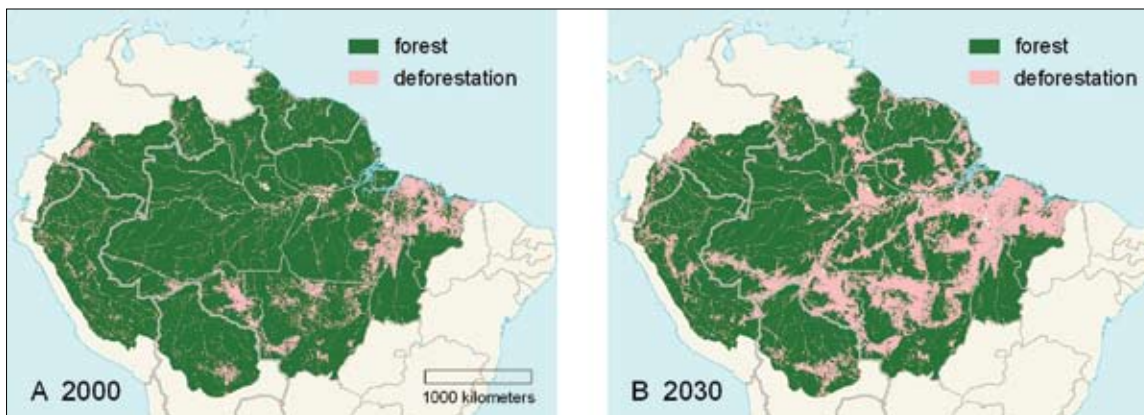 forest
deforestation
A 2000
1000 kilometers
forest
deforestation
B 2030